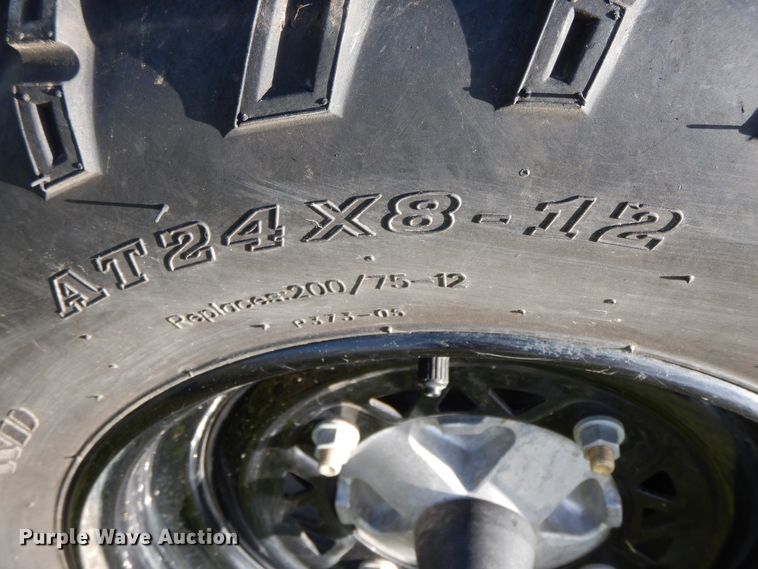 AT24X8-12
Replaces:200/75-12
P373-05
Purple Wave Auction